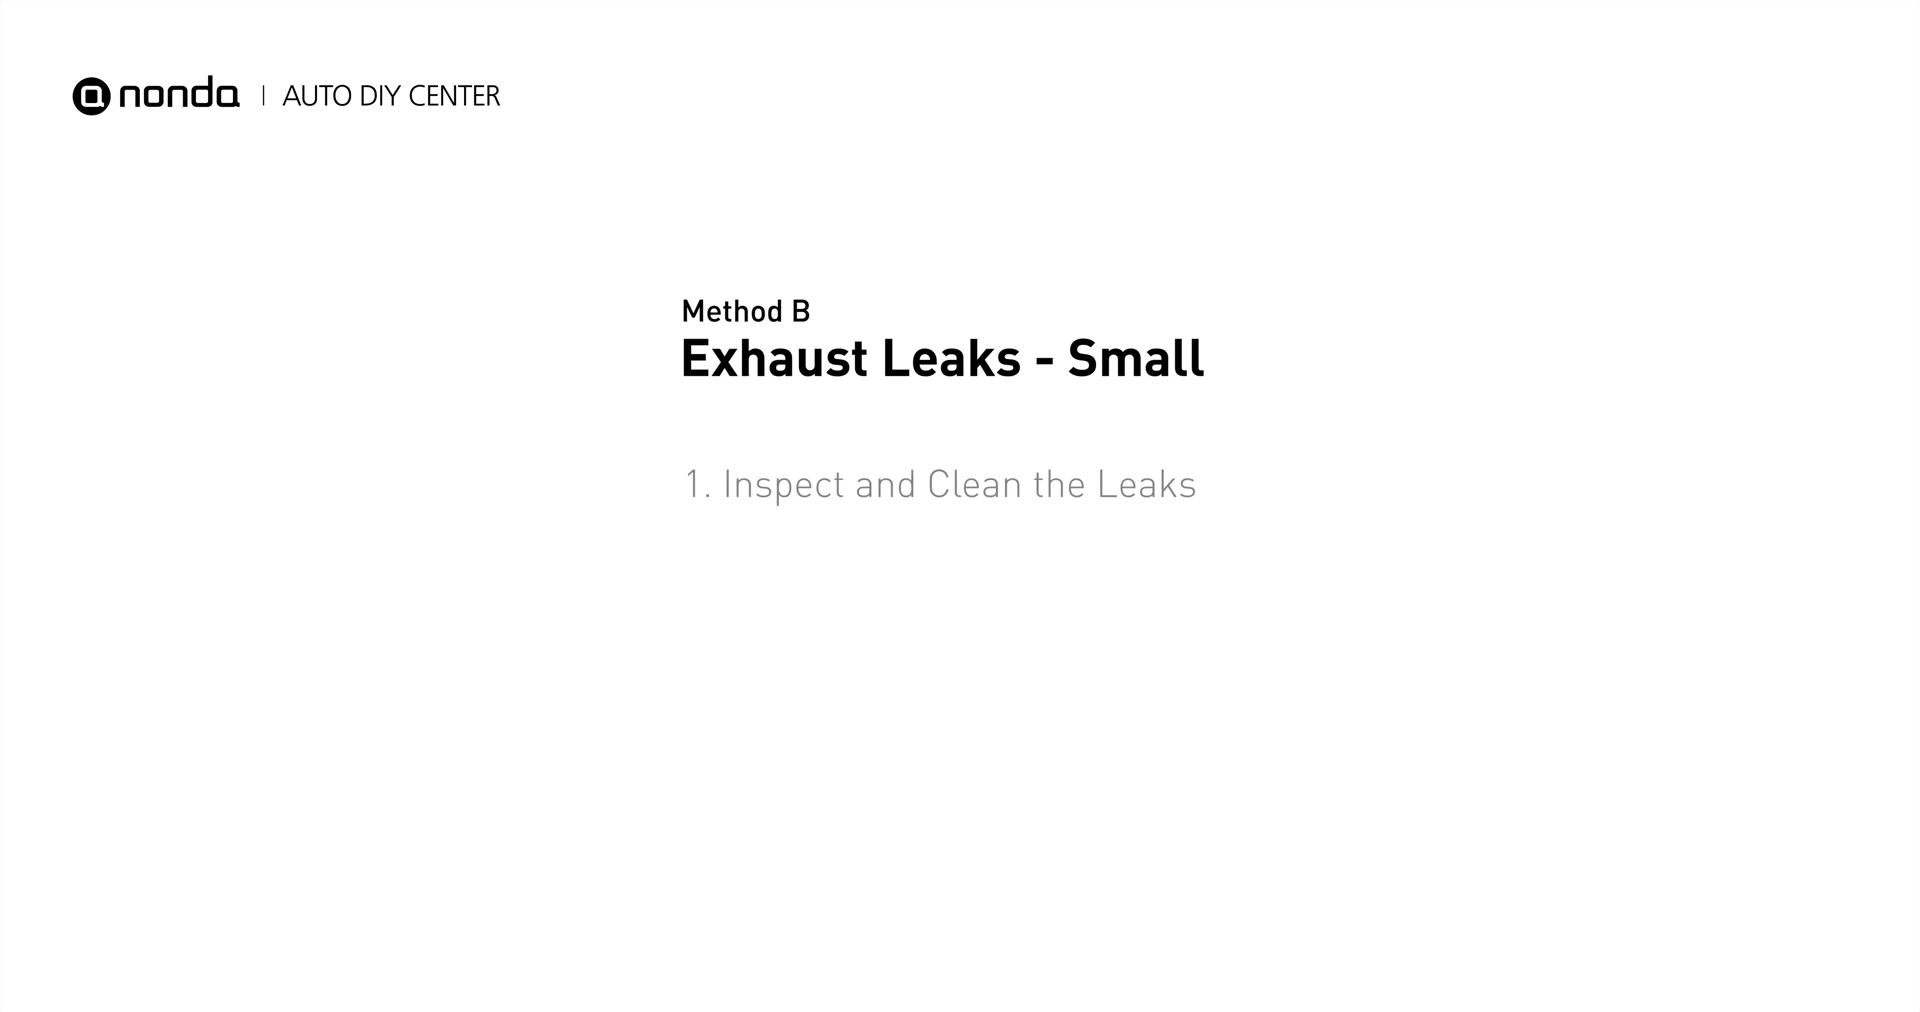 nonda | AUTO DIY CENTER
Method B
Exhaust Leaks - Small
1. Inspect and Clean the Leaks